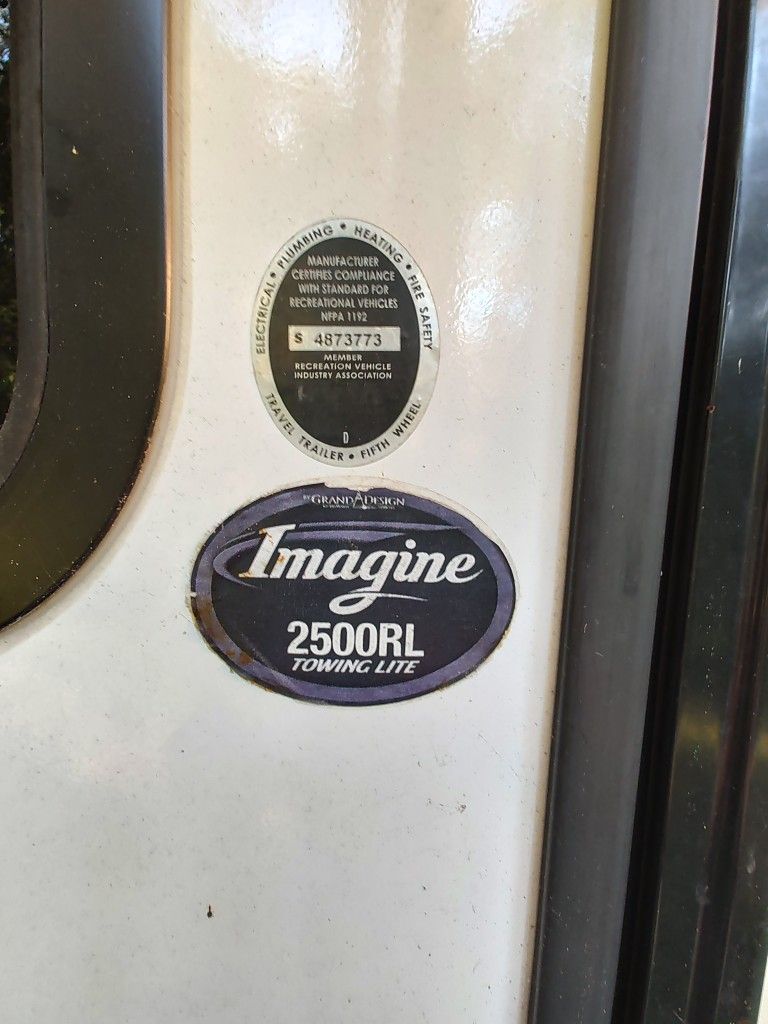 ELECTRICAL • PLUMBING • HEATING • FIRE SAFETY
MANUFACTURER
CERTIFIES COMPLIANCE
WITH STANDARD FOR
RECREATIONAL VEHICLES
NFPA 1192
S 4873773
MEMBER
RECREATION VEHICLE
INDUSTRY ASSOCIATION
D
TRAVEL TRAILER • FIFTH WHEEL
BY GRAND DESIGN
Imagine
2500RL
TOWING LITE